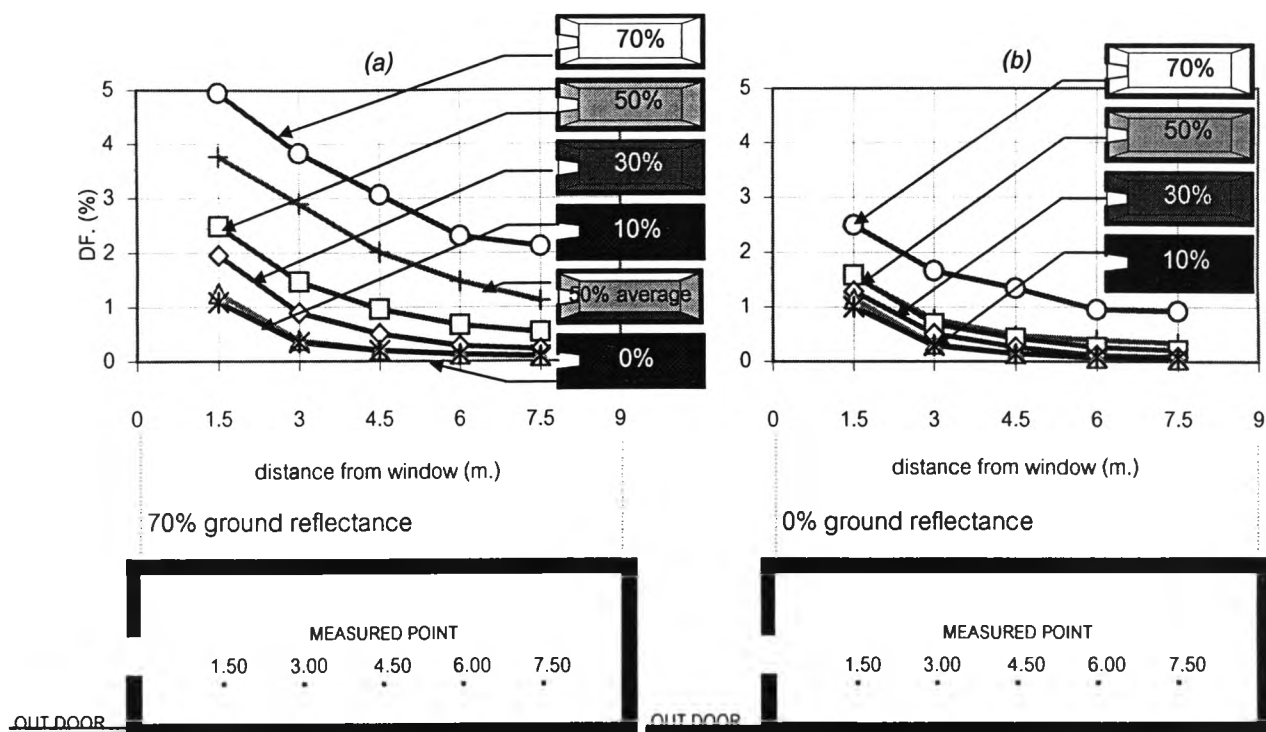 (a)
70%
50%
30%
10%
50% average
0%
5
4
3
2
1
0
DF. (%)
0 1.5 3 4.5 6 7.5 9
distance from window (m.)
70% ground reflectance
MEASURED POINT
1.50 3.00 4.50 6.00 7.50
OUT DOOR
(b)
70%
50%
30%
10%
5
4
3
2
1
0
0 1.5 3 4.5 6 7.5 9
distance from window (m.)
0% ground reflectance
MEASURED POINT
1.50 3.00 4.50 6.00 7.50
OUT DOOR